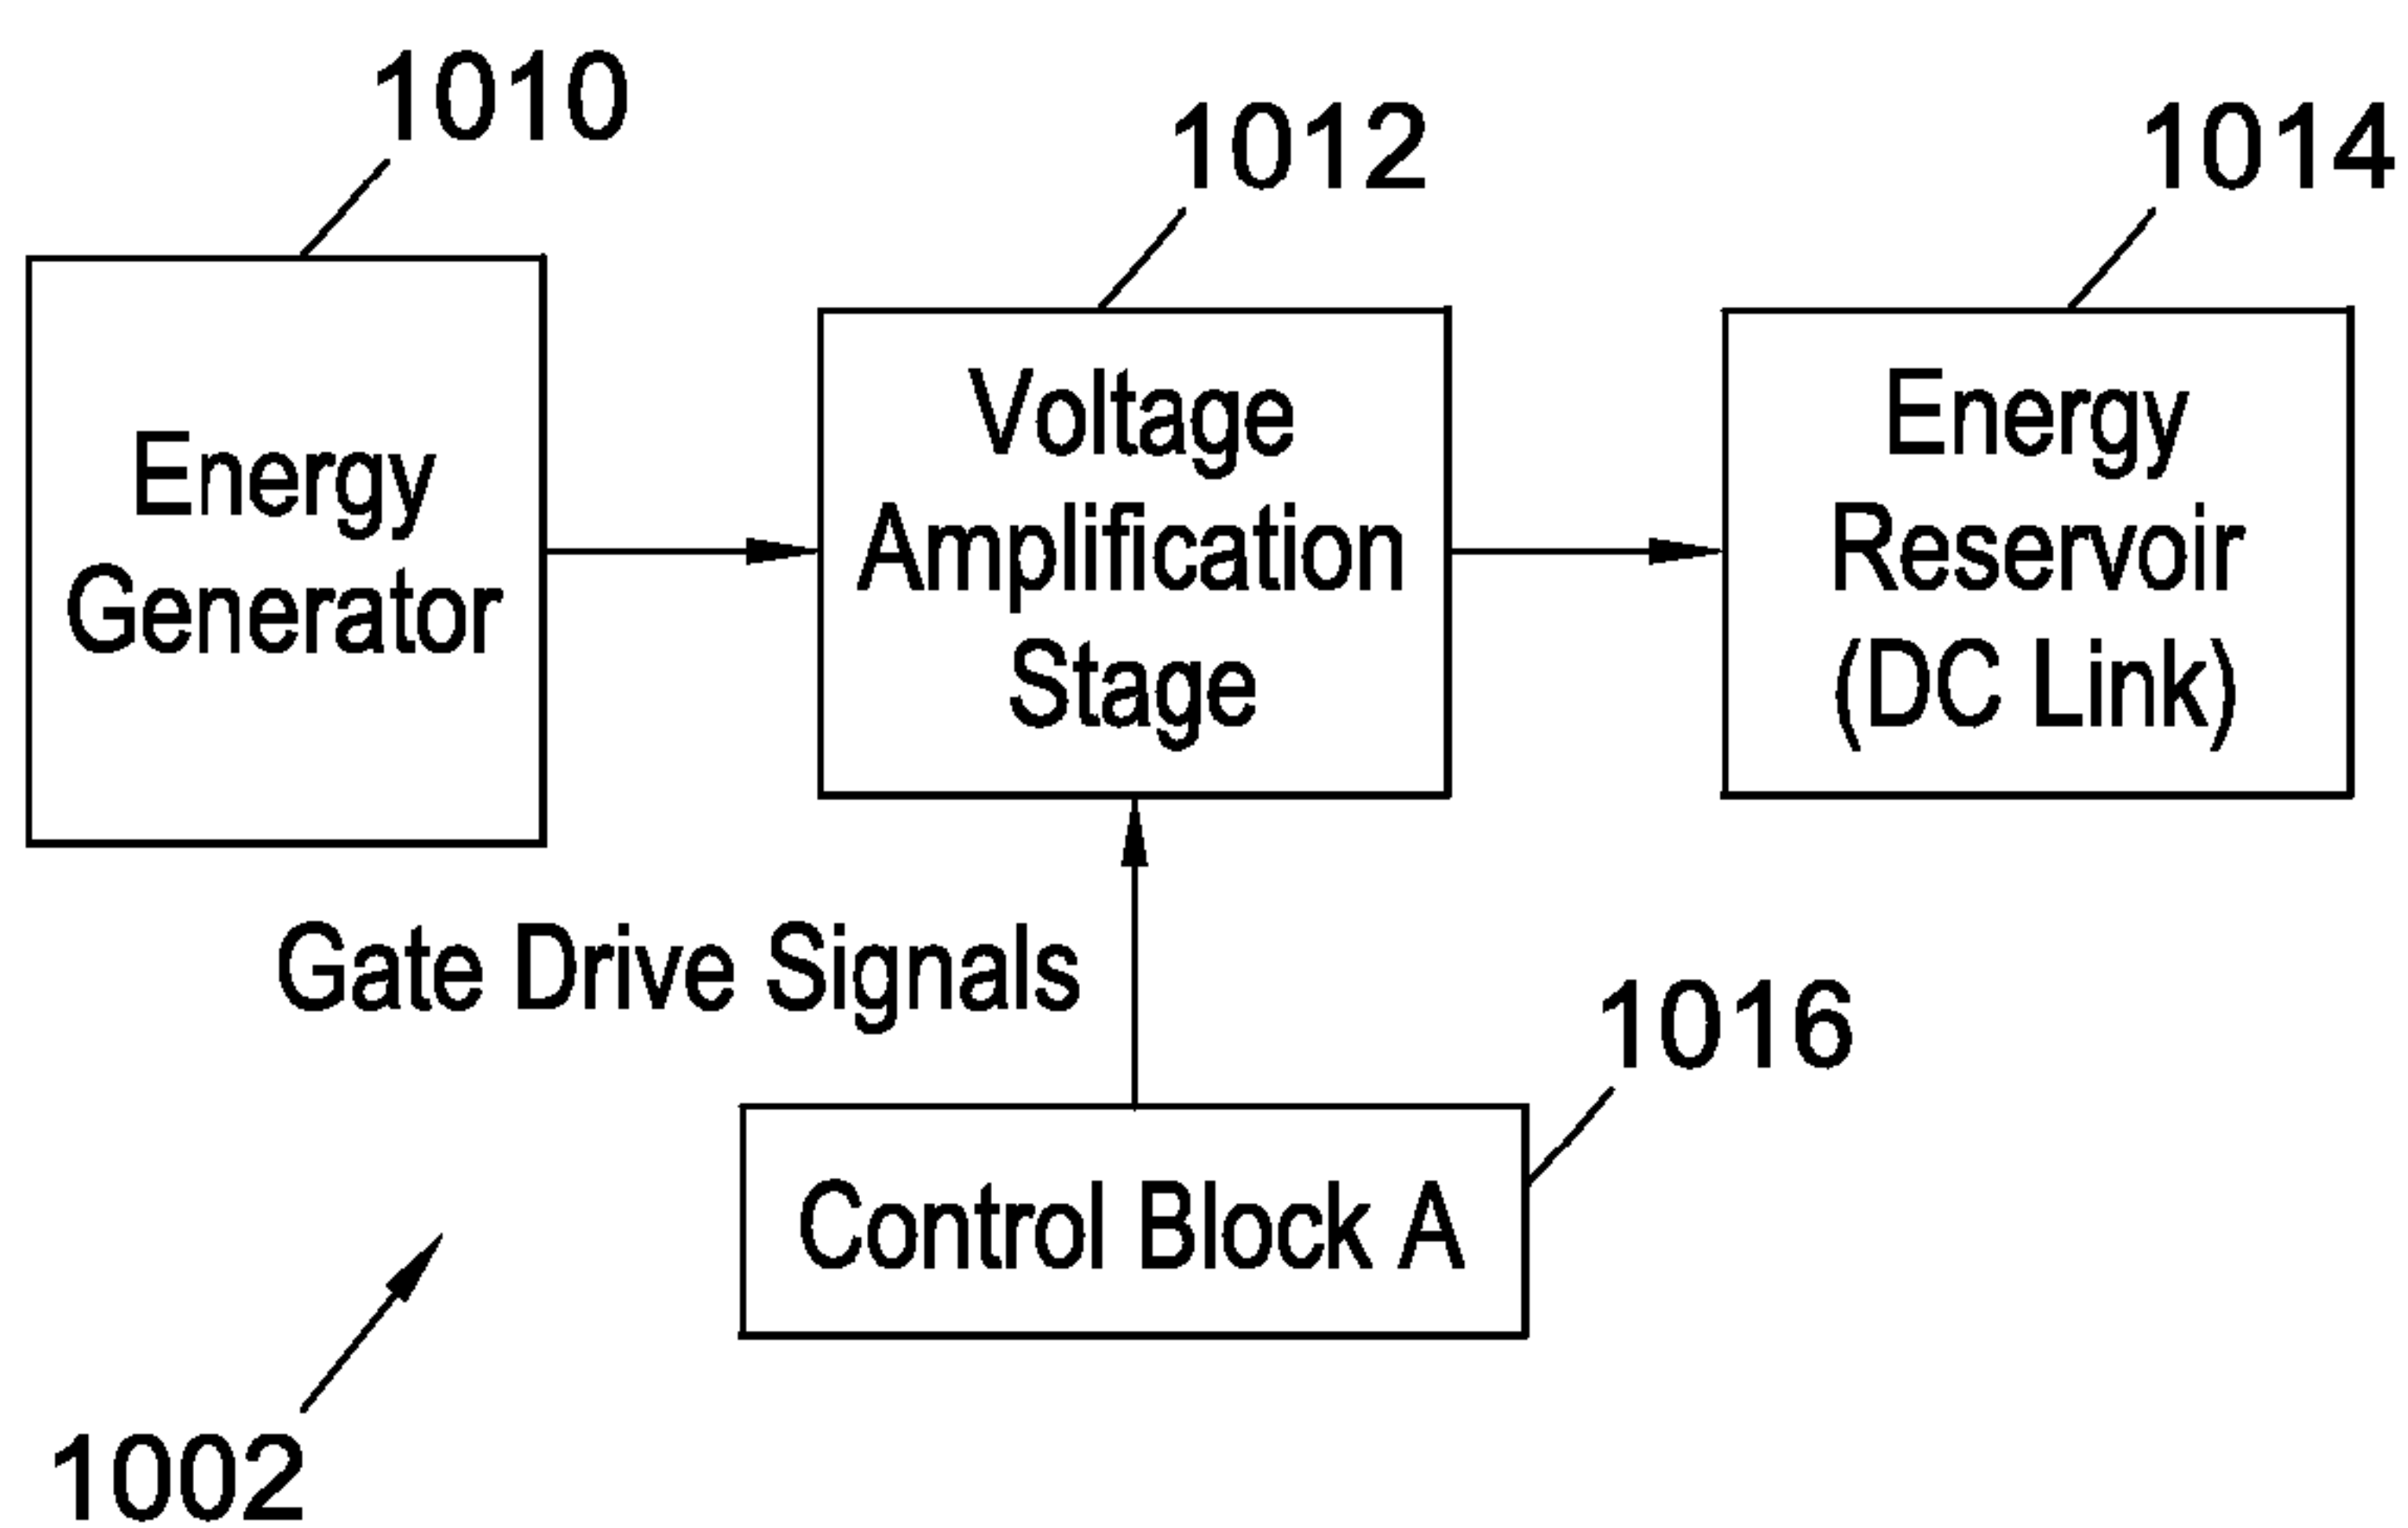 1010
1012
1014
Energy
Generator
Voltage
Amplification
Stage
Energy
Reservoir
(DC Link)
Gate Drive Signals
1016
Control Block A
1002